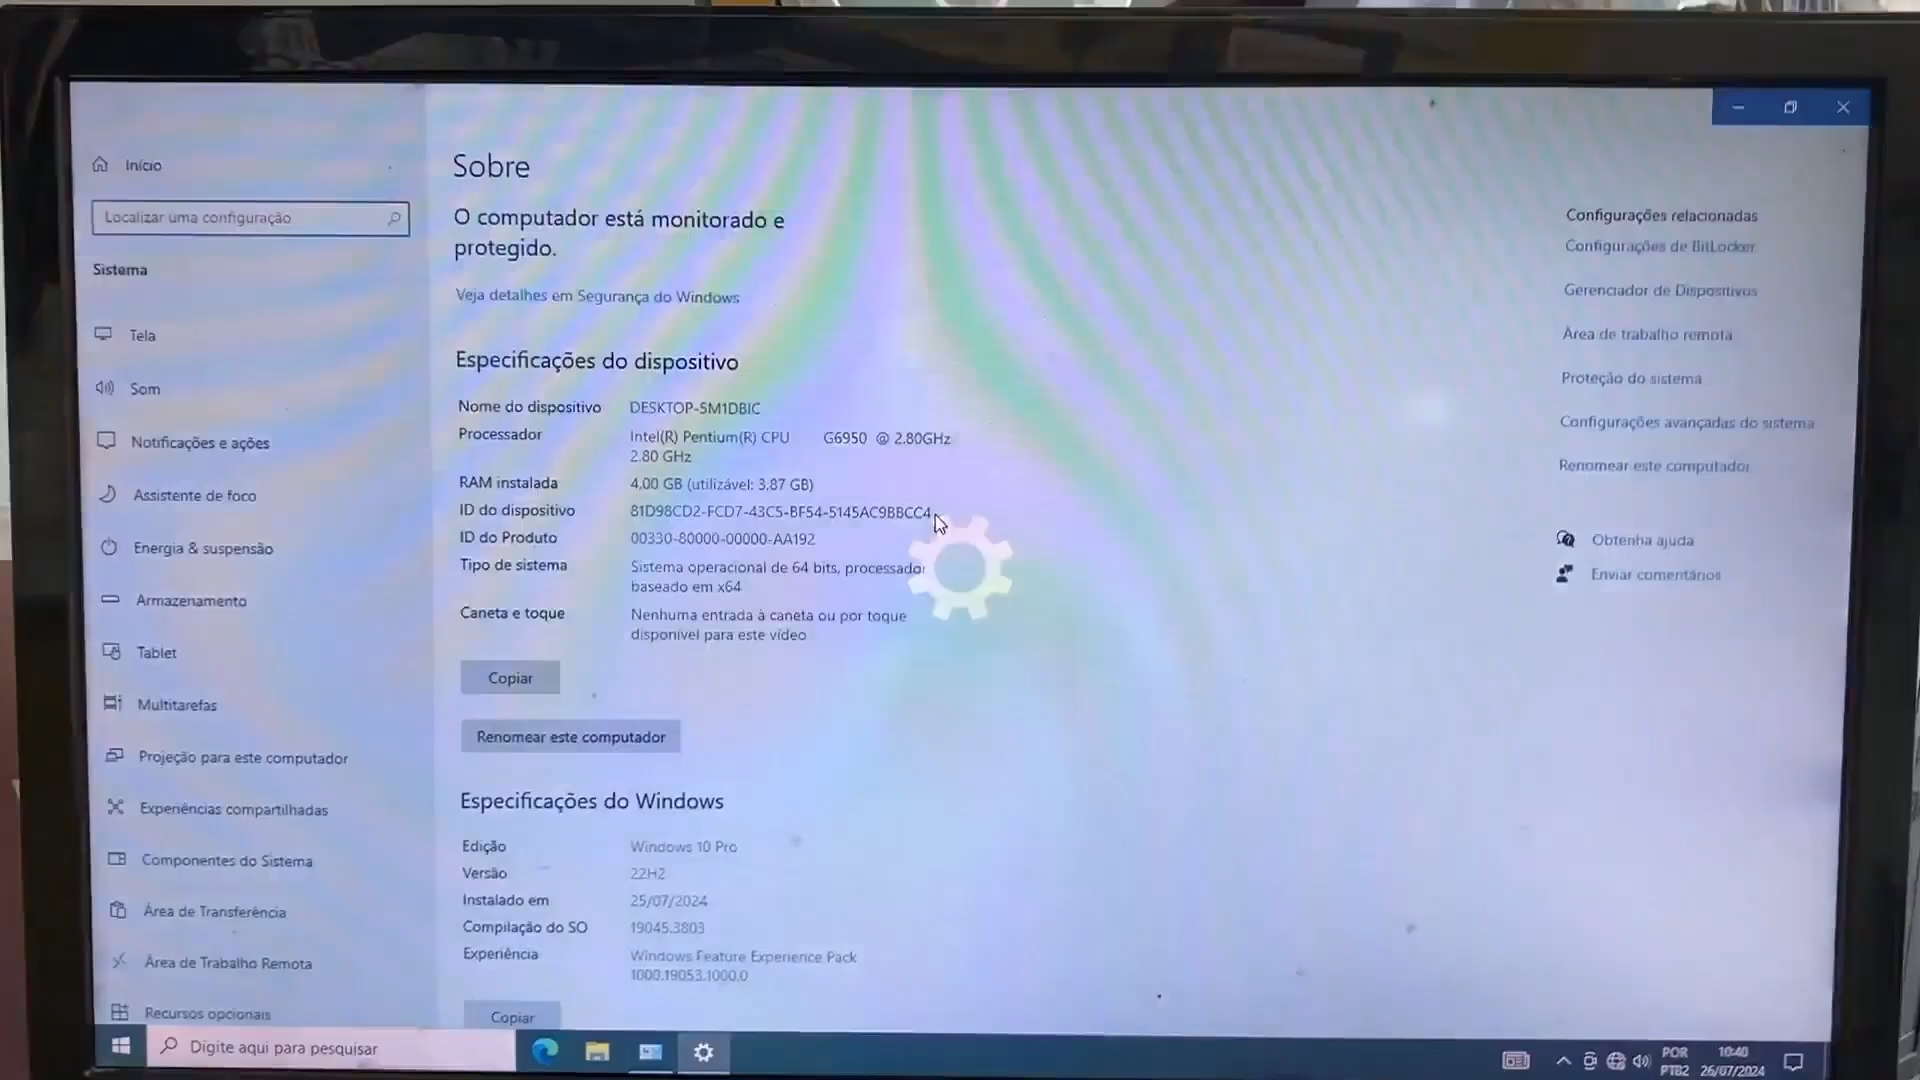 Início
Localizar uma configuração
Sistema
Tela
Som
Notificações e ações
Assistente de foco
Energia & suspensão
Armazenamento
Tablet
Multitarefas
Projeção para este computador
Experiências compartilhadas
Componentes do Sistema
Área de Transferência
Área de Trabalho Remota
Recursos opcionais
Sobre
O computador está monitorado e
protegido.
Veja detalhes em Segurança do Windows
Especificações do dispositivo
Nome do dispositivo DESKTOP-5M1DBIC
Processador Intel(R) Pentium(R) CPU G6950 @ 2.80GHz
2.80 GHz
RAM instalada 4,00 GB (utilizável: 3,87 GB)
ID do dispositivo 81D98CD2-FCD7-43C5-BF54-5145AC9BBCC4
ID do Produto 00330-80000-00000-AA192
Tipo de sistema Sistema operacional de 64 bits, processador
baseado em x64
Caneta e toque Nenhuma entrada à caneta ou por toque
disponível para este vídeo
Copiar
Renomear este computador
Especificações do Windows
Edição Windows 10 Pro
Versão 22H2
Instalado em 25/07/2024
Compilação do SO 19045.3803
Experiência Windows Feature Experience Pack
1000.19053.1000.0
Copiar
Configurações relacionadas
Configurações de BitLocker
Gerenciador de Dispositivos
Área de trabalho remota
Proteção do sistema
Configurações avançadas do sistema
Renomear este computador
Obtenha ajuda
Enviar comentários
Digite aqui para pesquisar
POR
PTB2
10:40
26/07/2024